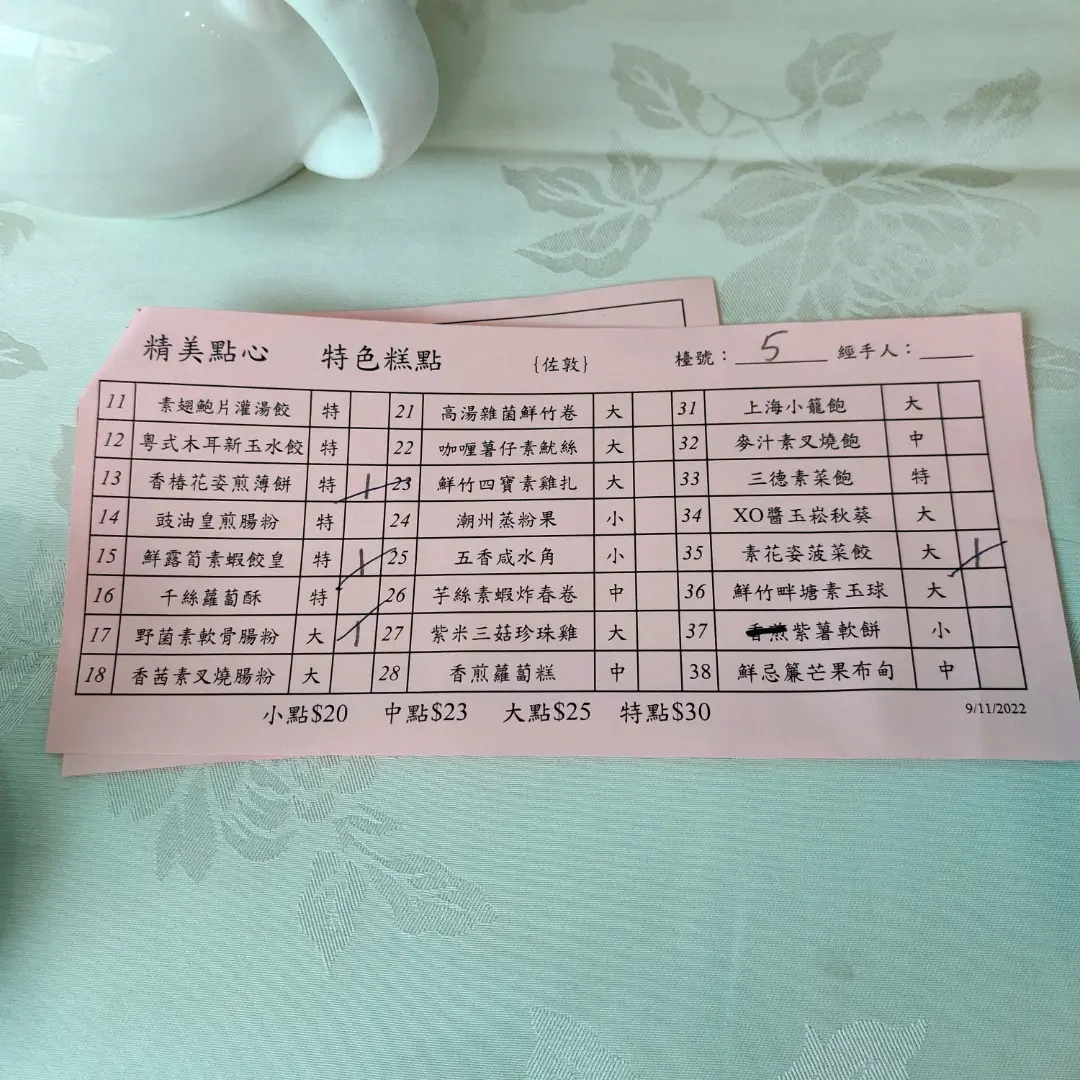 精美點心 特色糕點 {佐敦} 檯號：5 經手人：
11 素翅鮑片灌湯餃 特 21 高湯雜菌鮮竹卷 大 31 上海小籠飽 大
12 粵式木耳新玉水餃 特 22 咖喱薯仔素魷絲 大 32 麥汁素叉燒飽 中
13 香椿花姿煎薄餅 特 1 23 鮮竹四寶素雞扎 大 33 三德素菜飽 特
14 豉油皇煎腸粉 特 24 潮州蒸粉果 小 34 XO醬玉崧秋葵 大
15 鮮露筍素蝦餃皇 特 1 25 五香咸水角 小 35 素花姿菠菜餃 大 1
16 千絲蘿蔔酥 特 26 芋絲素蝦炸春卷 中 36 鮮竹畔塘素玉球 大
17 野菌素軟骨腸粉 大 1 27 紫米三菇珍珠雞 大 37 香煎紫薯軟餅 小
18 香茜素叉燒腸粉 大 28 香煎蘿蔔糕 中 38 鮮忌簾芒果布甸 中
小點$20 中點$23 大點$25 特點$30 9/11/2022